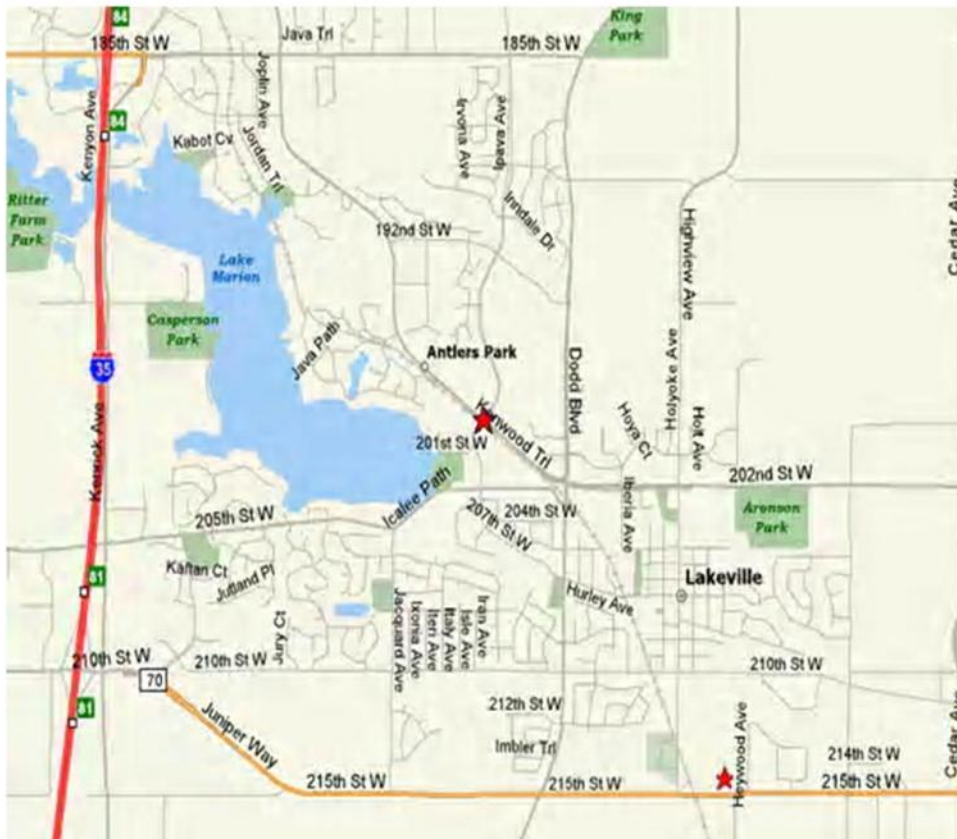 84
King
Park
185th St W
Java Trl
185th St W
Joplin Ave
Kenyon Ave
84
Kabot Cv
Jordan Trl
Irvona Ave
Ipava Ave
Ritter
Farm
Park
Inndale Dr
192nd St W
Highview Ave
Cedar Ave
Lake
Marion
Casperson
Park
Java Path
Antlers Park
35
Dodd Blvd
Holyoke Ave
Kenwood Trl
Hoya Ct
Holt Ave
201st St W
Kenrick Ave
202nd St W
Icalee Path
Iberia Ave
205th St W
204th St W
207th St W
Aronson
Park
Kaftan Ct
Jutland Pl
81
Lakeville
Hurley Ave
Jury Ct
Jacquard Ave
Ixonia Ave
Iteri Ave
Italy Ave
Isle Ave
Iran Ave
210th St W
210th St W
210th St W
70
81
Juniper Way
212th St W
Imbler Trl
Heywood Ave
214th St W
Cedar Ave
215th St W
215th St W
215th St W